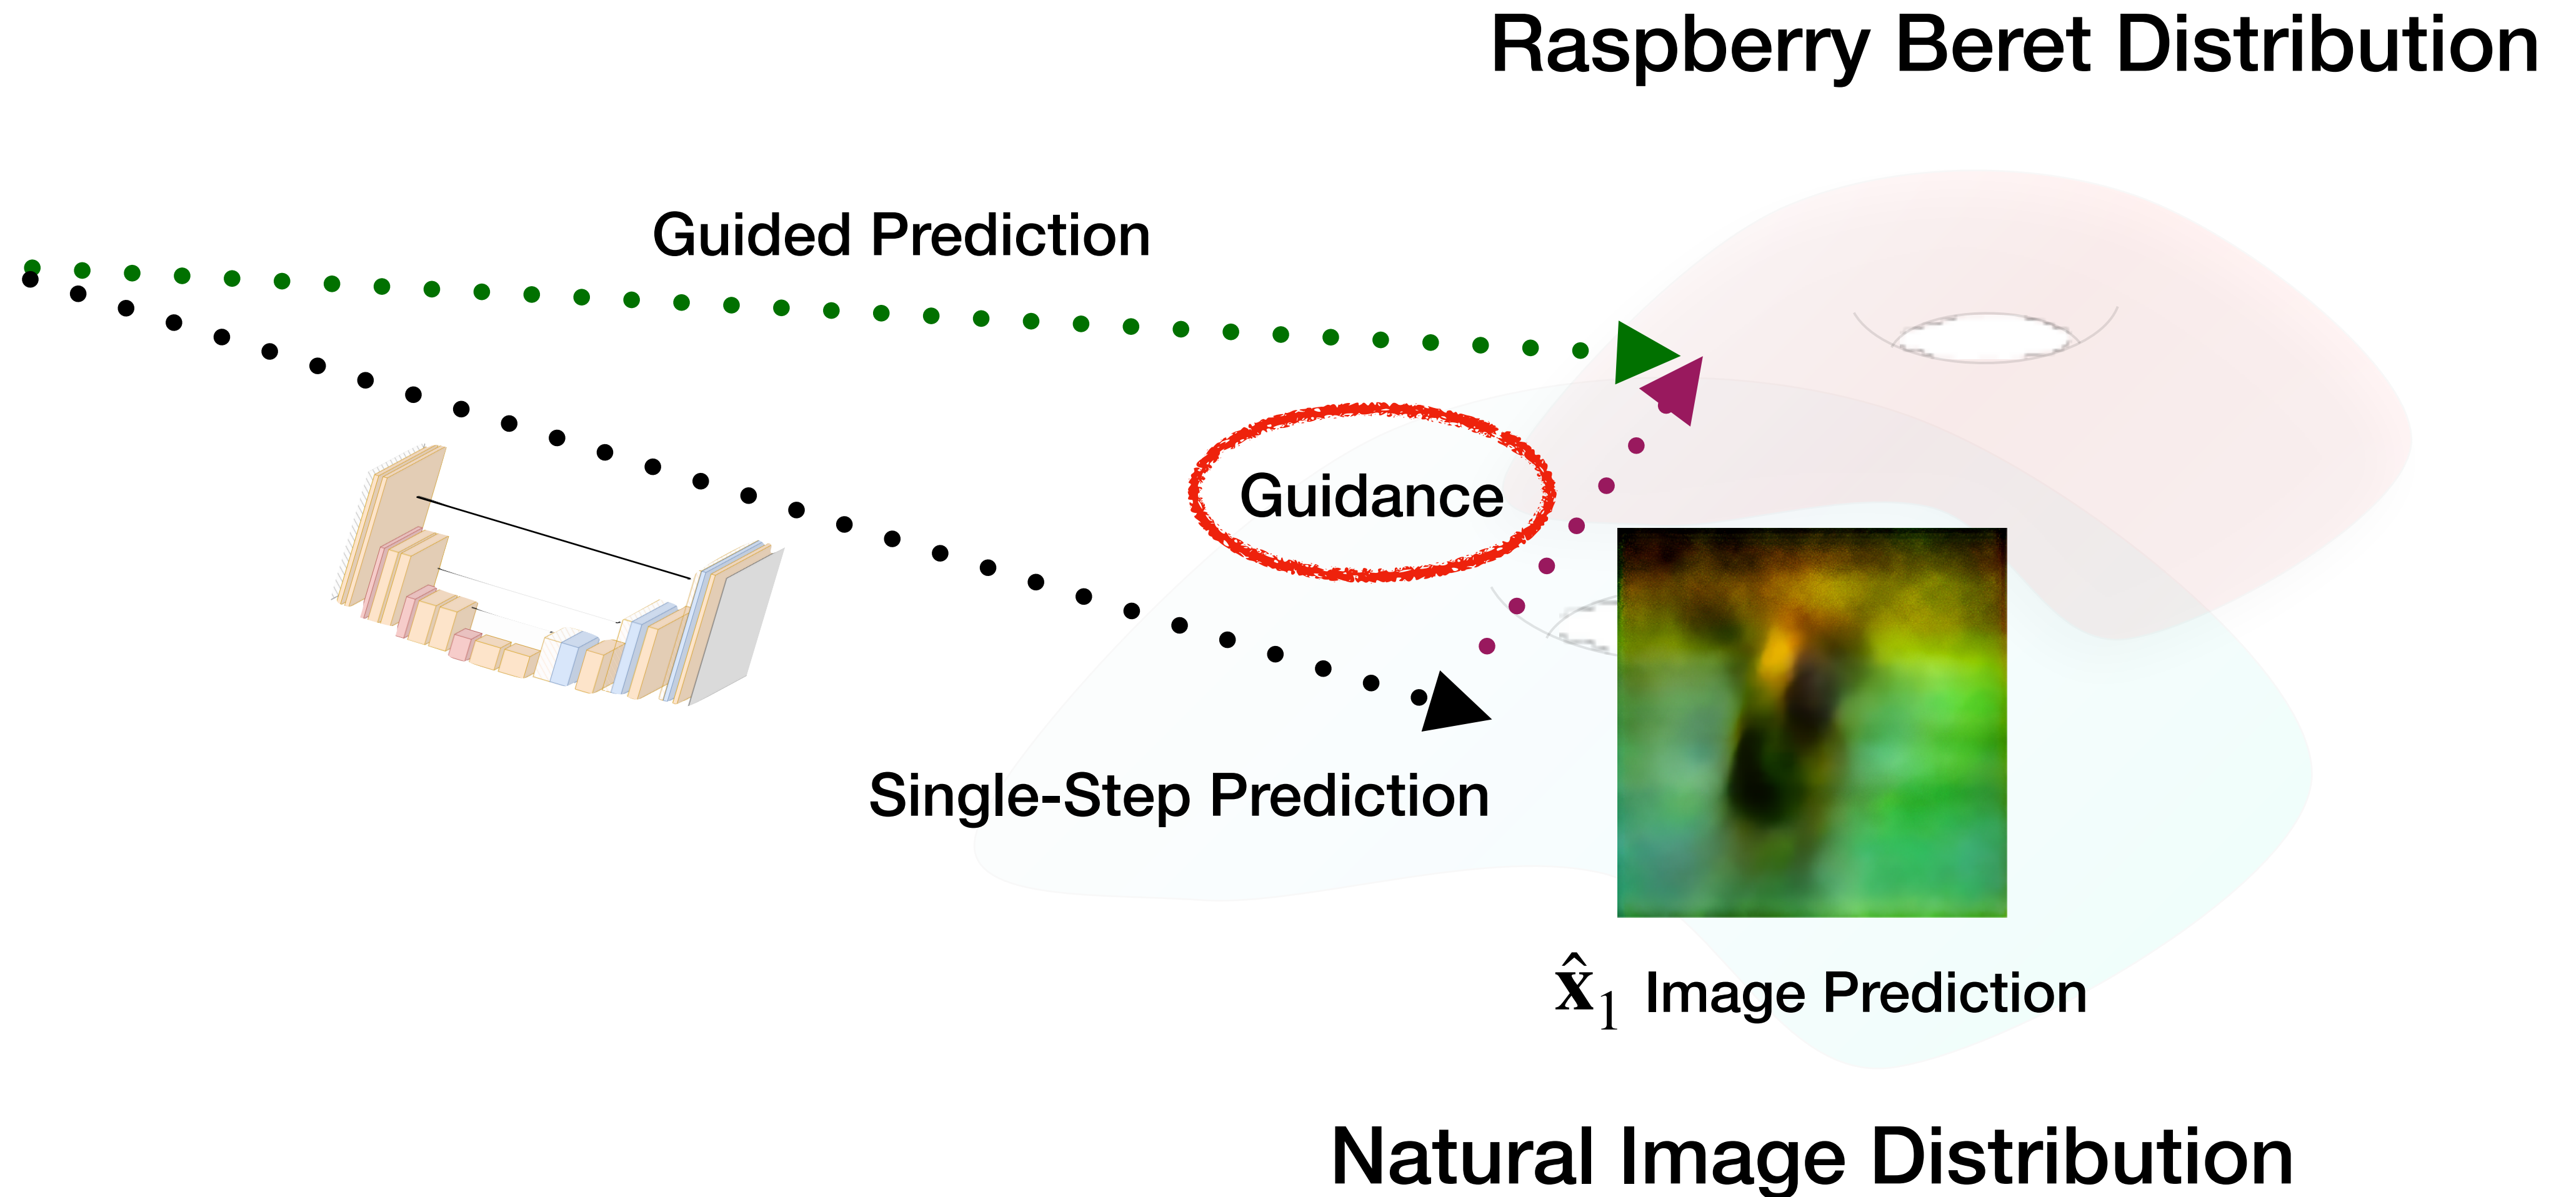 Raspberry Beret Distribution
Guided Prediction
Guidance
Single-Step Prediction
x̂₁ Image Prediction
Natural Image Distribution